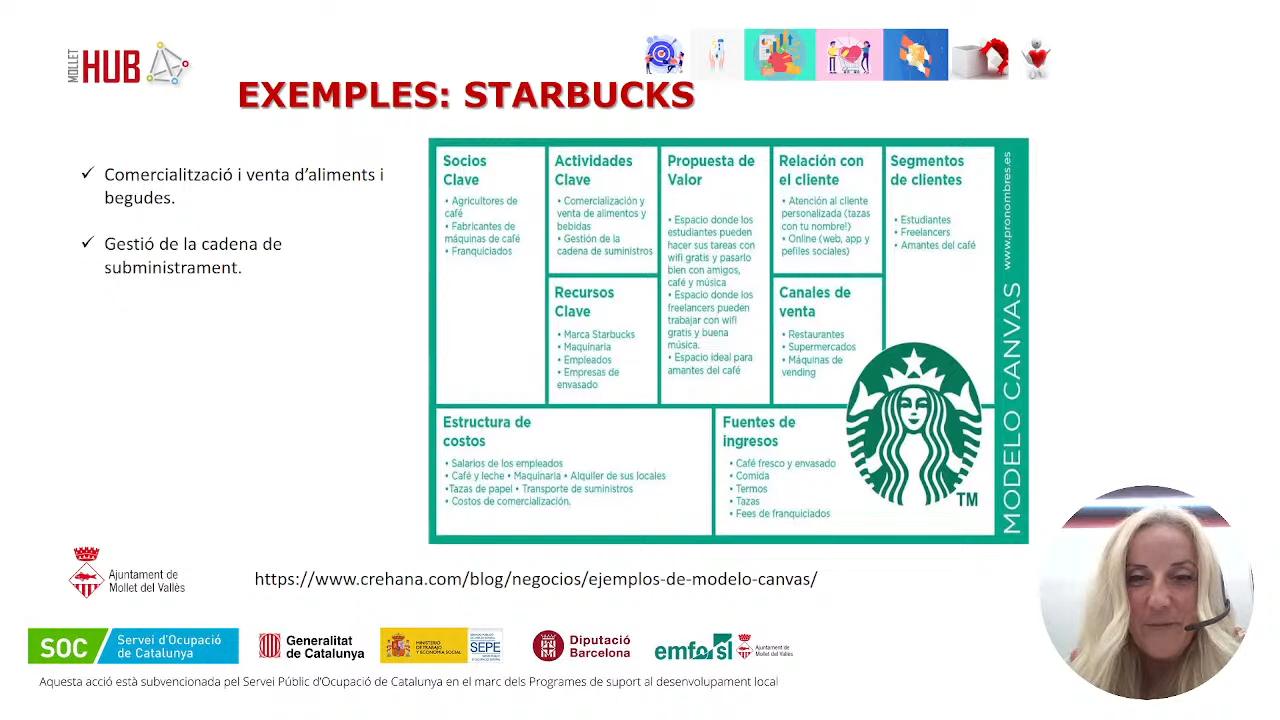 MOLLET HUB
EXEMPLES: STARBUCKS
✓ Comercialització i venta d'aliments i
begudes.
✓ Gestió de la cadena de
subministrament.
Socios
Clave
• Agricultores de
café
• Fabricantes de
máquinas de café
• Franquiciados
Actividades
Clave
• Comercialización y
venta de alimentos y
bebidas
• Gestión de la
cadena de suministros
Recursos
Clave
• Marca Starbucks
• Maquinaria
• Empleados
• Empresas de
envasado
Propuesta de
Valor
• Espacio donde los
estudiantes pueden
hacer sus tareas con
wifi gratis y pasarlo
bien con amigos,
café y música
• Espacio donde los
freelancers pueden
trabajar con wifi
gratis y buena
música.
• Espacio ideal para
amantes del café
Relación con
el cliente
• Atención al cliente
personalizada (tazas
con tu nombre!)
• Online (web, app y
pefiles sociales)
Canales de
venta
• Restaurantes
• Supermercados
• Máquinas de
vending
Segmentos
de clientes
• Estudiantes
• Freelancers
• Amantes del café
Estructura de
costos
• Salarios de los empleados
• Café y leche • Maquinaria • Alquiler de sus locales
•Tazas de papel • Transporte de suministros
• Costos de comercialización.
Fuentes de
ingresos
• Café fresco y envasado
• Comida
• Termos
• Tazas
• Fees de franquiciados
TM
MODELO CANVAS www.pronombres.es
https://www.crehana.com/blog/negocios/ejemplos-de-modelo-canvas/
Ajuntament de
Mollet del Vallès
SOC
Servei d'Ocupació
de Catalunya
Generalitat
de Catalunya
MINISTERIO
DE TRABAJO
Y ECONOMÍA SOCIAL
SEPE
Diputació
Barcelona
emforsl
Ajuntament de
Mollet del Vallès
Aquesta acció està subvencionada pel Servei Públic d'Ocupació de Catalunya en el marc dels Programes de suport al desenvolupament local